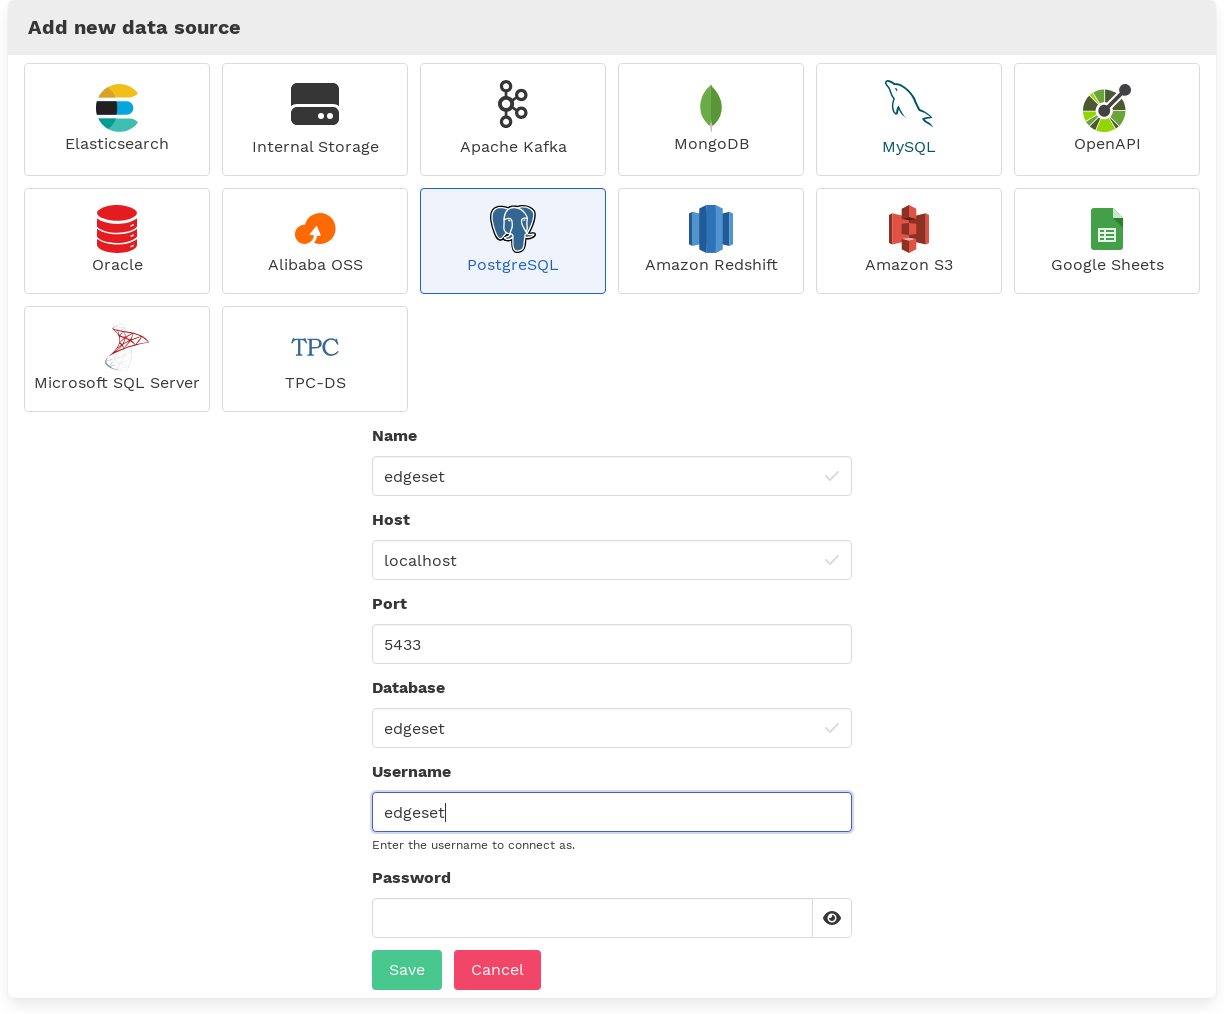 Add new data source
Elasticsearch
Internal Storage
Apache Kafka
MongoDB
MySQL
OpenAPI
Oracle
Alibaba OSS
PostgreSQL
Amazon Redshift
Amazon S3
Google Sheets
Microsoft SQL Server
TPC
TPC-DS
Name
edgeset
Host
localhost
Port
5433
Database
edgeset
Username
edgeset
Enter the username to connect as.
Password
Save
Cancel